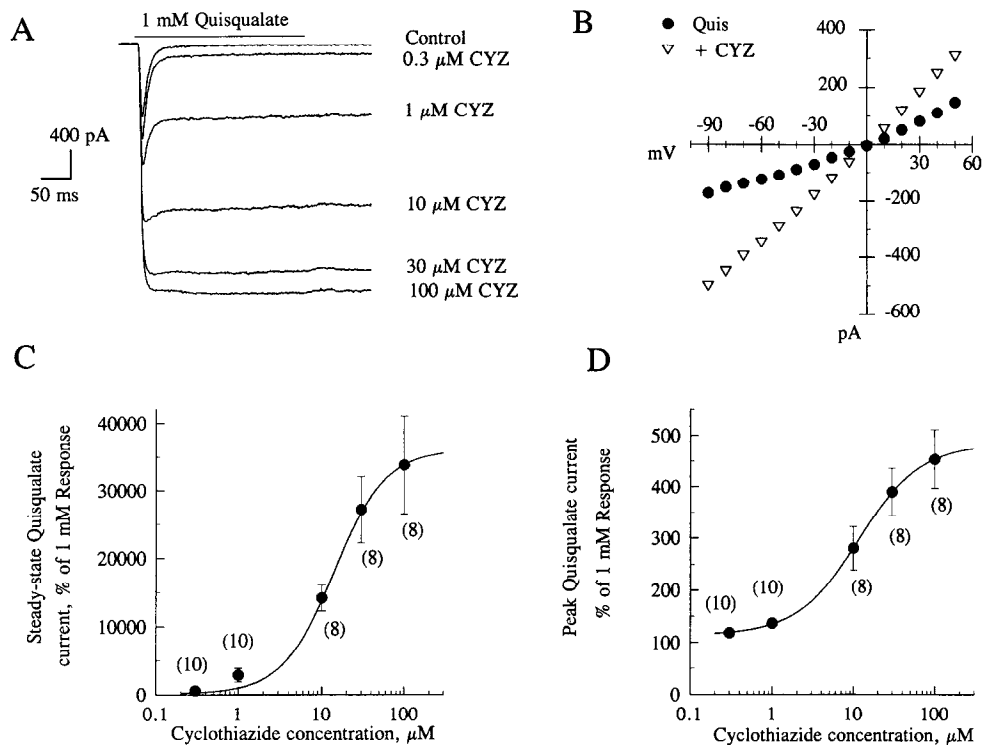 A
1 mM Quisqualate
Control
0.3 μM CYZ
1 μM CYZ
10 μM CYZ
30 μM CYZ
100 μM CYZ
400 pA
50 ms
B
● Quis
▽ + CYZ
400
200
-90 -60 -30
mV
30 60
-200
-400
-600
pA
C
Steady-state Quisqualate
current, % of 1 mM Response
40000
30000
20000
10000
0
(10)
(10)
(8)
(8)
(8)
0.1 1 10 100
Cyclothiazide concentration, μM
D
Peak Quisqualate current
% of 1 mM Response
500
400
300
200
100
0
(10)
(10)
(8)
(8)
(8)
0.1 1 10 100
Cyclothiazide concentration, μM